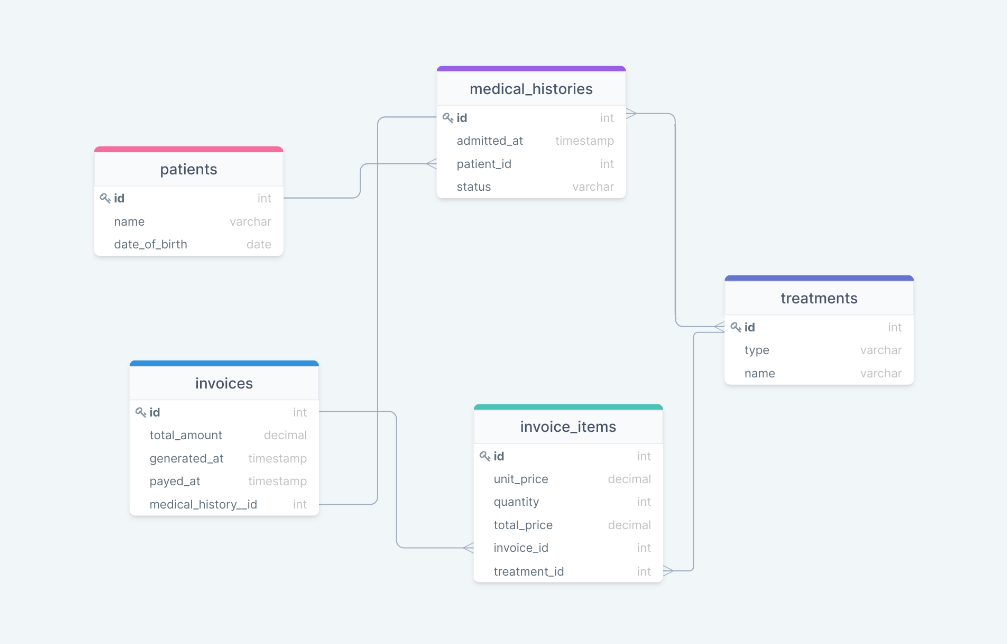 medical_histories
id int
admitted_at timestamp
patient_id int
status varchar
patients
id int
name varchar
date_of_birth date
treatments
id int
type varchar
name varchar
invoices
id int
total_amount decimal
generated_at timestamp
payed_at timestamp
medical_history__id int
invoice_items
id int
unit_price decimal
quantity int
total_price decimal
invoice_id int
treatment_id int